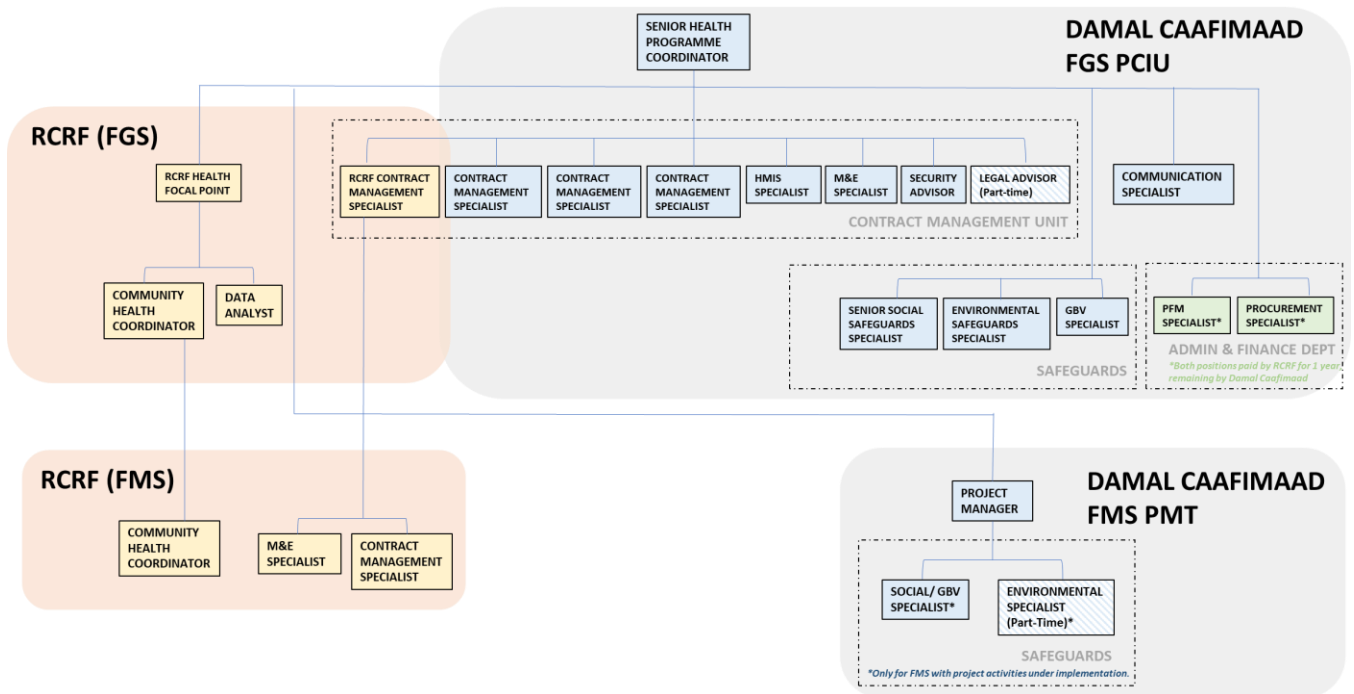 SENIOR HEALTH
PROGRAMME
COORDINATOR
DAMAL CAAFIMAAD
FGS PCIU
RCRF (FGS)
RCRF HEALTH
FOCAL POINT
RCRF CONTRACT
MANAGEMENT
SPECIALIST
CONTRACT
MANAGEMENT
SPECIALIST
CONTRACT
MANAGEMENT
SPECIALIST
CONTRACT
MANAGEMENT
SPECIALIST
HMIS
SPECIALIST
M&E
SPECIALIST
SECURITY
ADVISOR
LEGAL ADVISOR
(Part-time)
CONTRACT MANAGEMENT UNIT
COMMUNICATION
SPECIALIST
COMMUNITY
HEALTH
COORDINATOR
DATA
ANALYST
SENIOR SOCIAL
SAFEGUARDS
SPECIALIST
ENVIRONMENTAL
SAFEGUARDS
SPECIALIST
GBV
SPECIALIST
SAFEGUARDS
PFM
SPECIALIST*
PROCUREMENT
SPECIALIST*
ADMIN & FINANCE DEPT
*Both positions paid by RCRF for 1 year,
remaining by Damal Caafimaad
RCRF (FMS)
COMMUNITY
HEALTH
COORDINATOR
M&E
SPECIALIST
CONTRACT
MANAGEMENT
SPECIALIST
DAMAL CAAFIMAAD
FMS PMT
PROJECT
MANAGER
SOCIAL/ GBV
SPECIALIST*
ENVIRONMENTAL
SPECIALIST
(Part-Time)*
SAFEGUARDS
*Only for FMS with project activities under implementation.